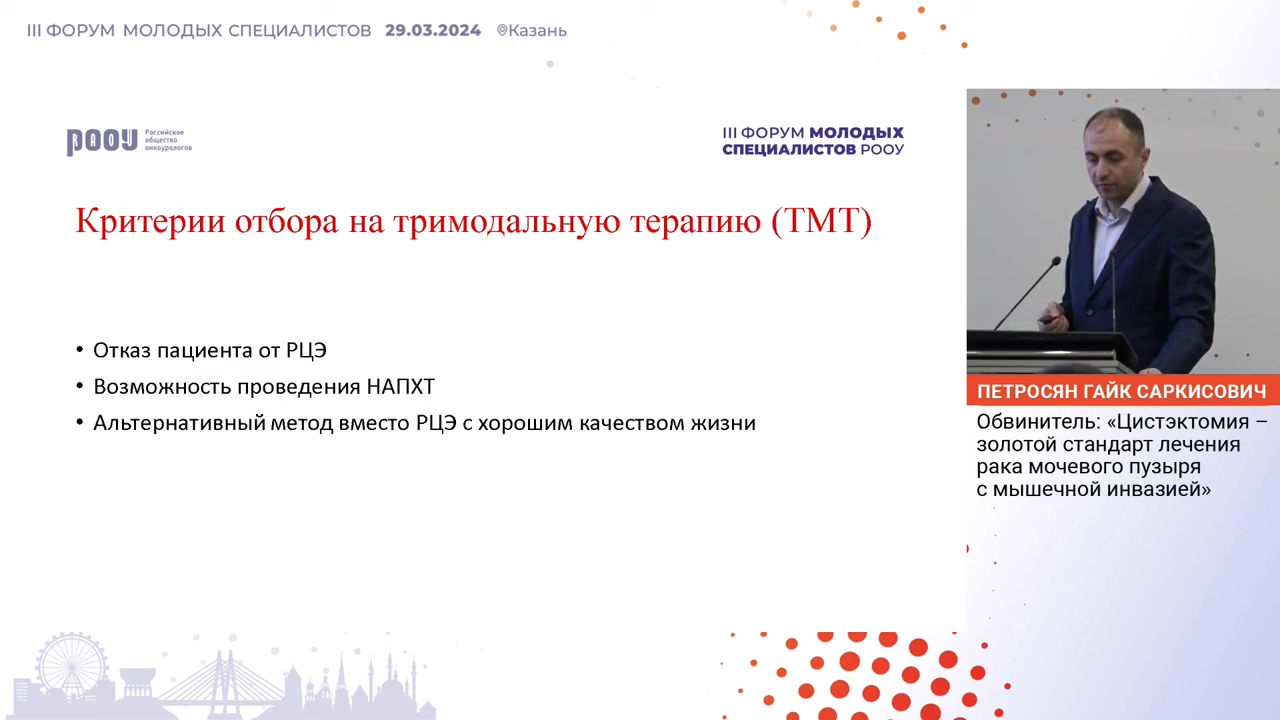 III ФОРУМ МОЛОДЫХ СПЕЦИАЛИСТОВ 29.03.2024 Казань
РООУ
Российское
общество
онкоурологов
III ФОРУМ МОЛОДЫХ
СПЕЦИАЛИСТОВ РООУ
Критерии отбора на тримодальную терапию (ТМТ)
• Отказ пациента от РЦЭ
• Возможность проведения НАПХТ
• Альтернативный метод вместо РЦЭ с хорошим качеством жизни
ПЕТРОСЯН ГАЙК САРКИСОВИЧ
Обвинитель: «Цистэктомия –
золотой стандарт лечения
рака мочевого пузыря
с мышечной инвазией»